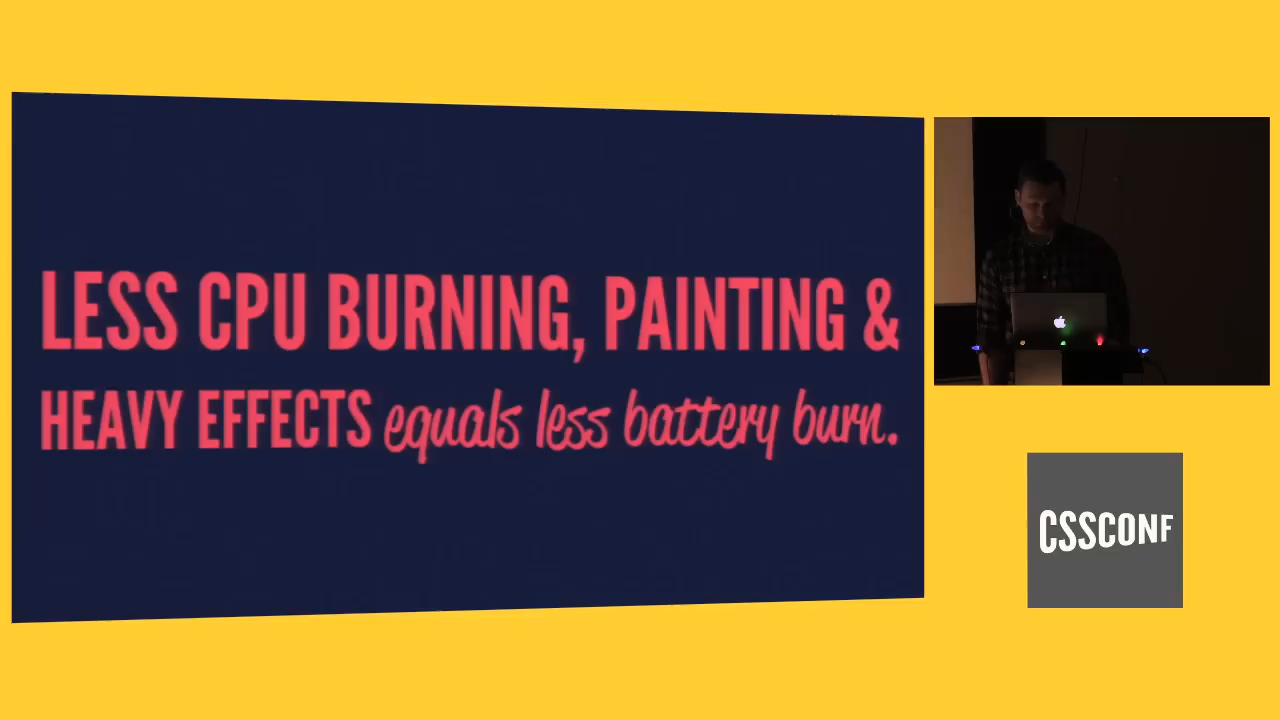 LESS CPU BURNING, PAINTING &
HEAVY EFFECTS equals less battery burn.
CSSCONF